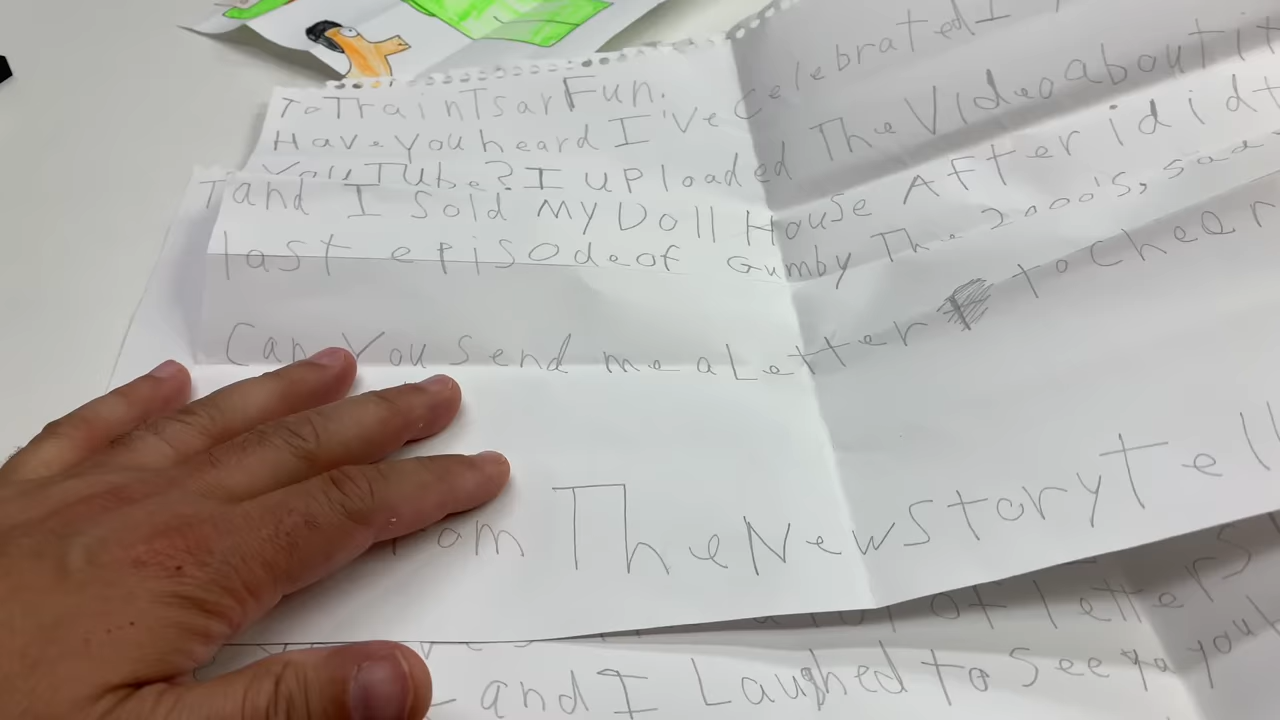 To TrainTsarFun.
Have you heard I've Celebrated I
YouTube? I uploaded The Video about it
T and I Sold My Doll House After i did t
last episode of Gumby The 2000's, sad
Can You Send me a Letter to cheer
The New Story Tell
of letters
and I Laughed to See ya you